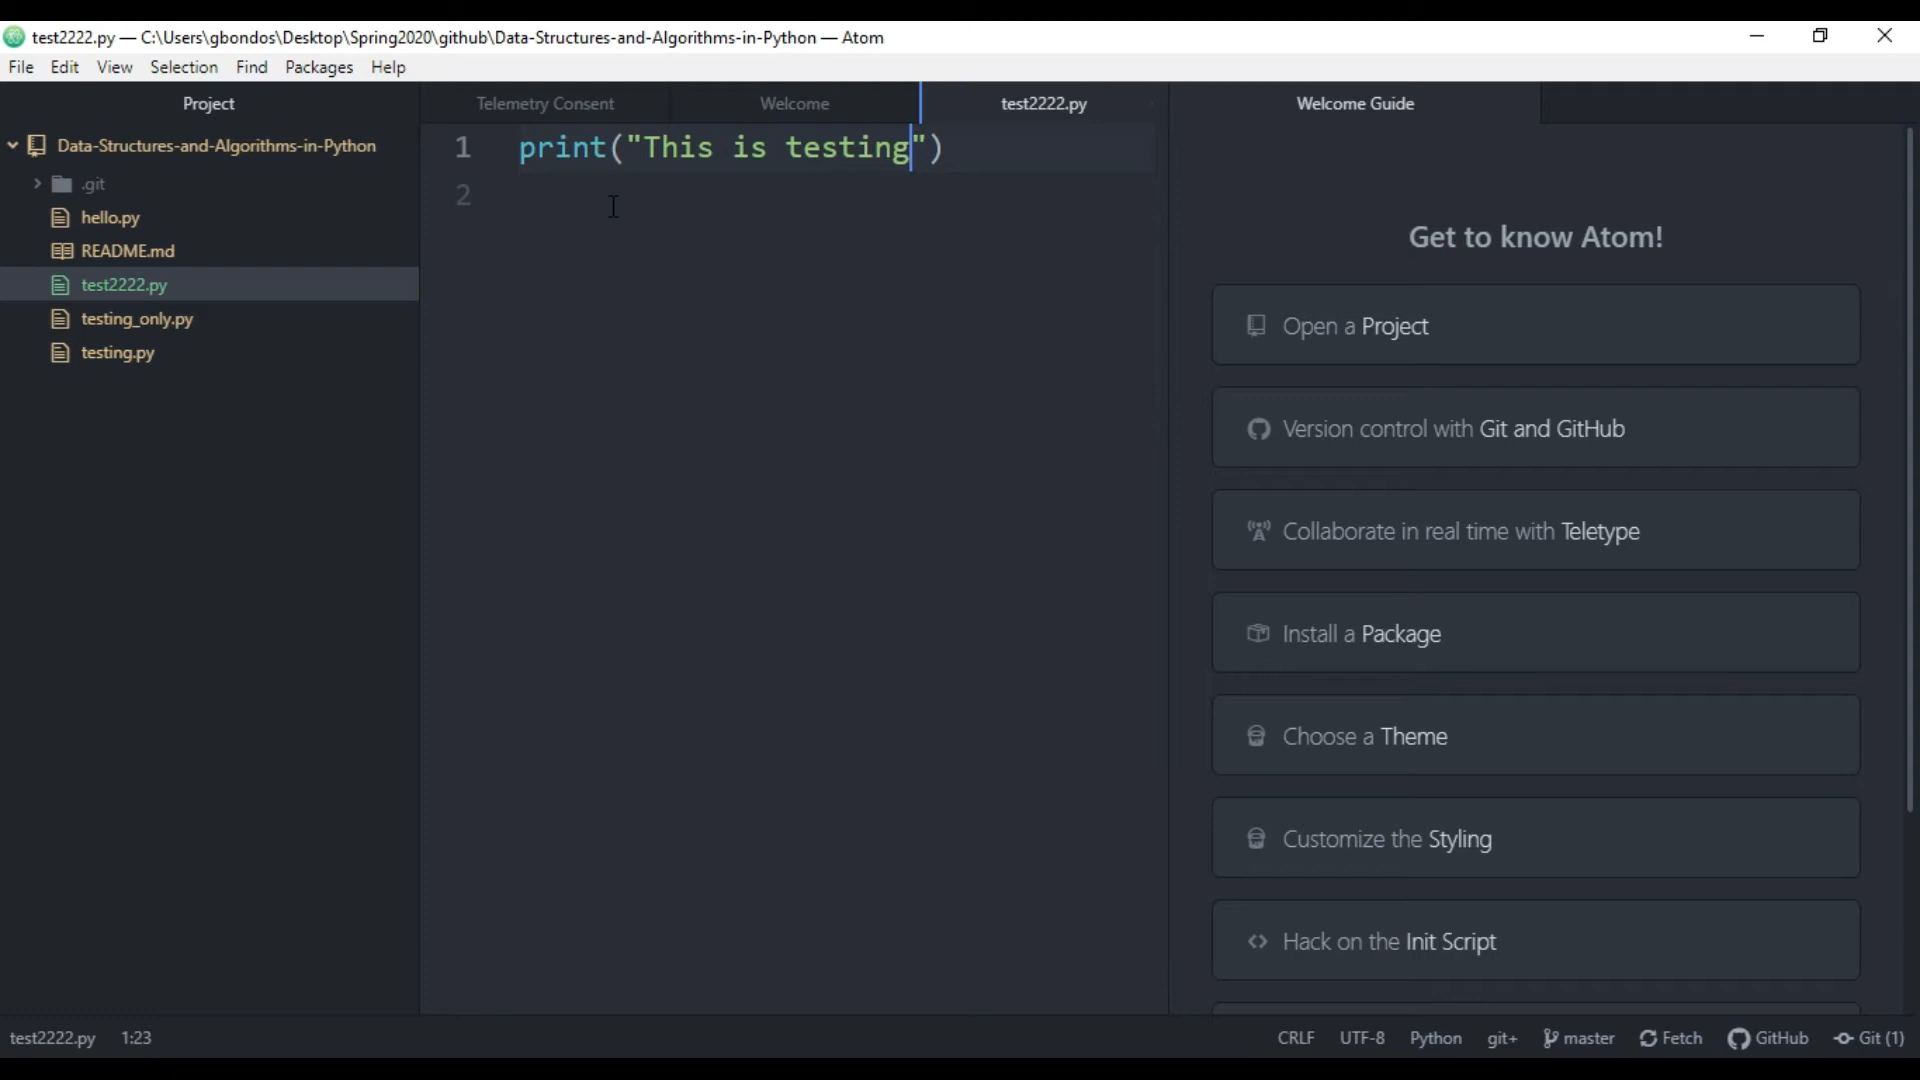 test2222.py — C:\Users\gbondos\Desktop\Spring2020\github\Data-Structures-and-Algorithms-in-Python — Atom
File Edit View Selection Find Packages Help
Project
Data-Structures-and-Algorithms-in-Python
.git
hello.py
README.md
test2222.py
testing_only.py
testing.py
Telemetry Consent Welcome test2222.py
1 print("This is testing")
2
Welcome Guide
Get to know Atom!
Open a Project
Version control with Git and GitHub
Collaborate in real time with Teletype
Install a Package
Choose a Theme
Customize the Styling
Hack on the Init Script
test2222.py 1:23 CRLF UTF-8 Python git+ master Fetch GitHub Git (1)